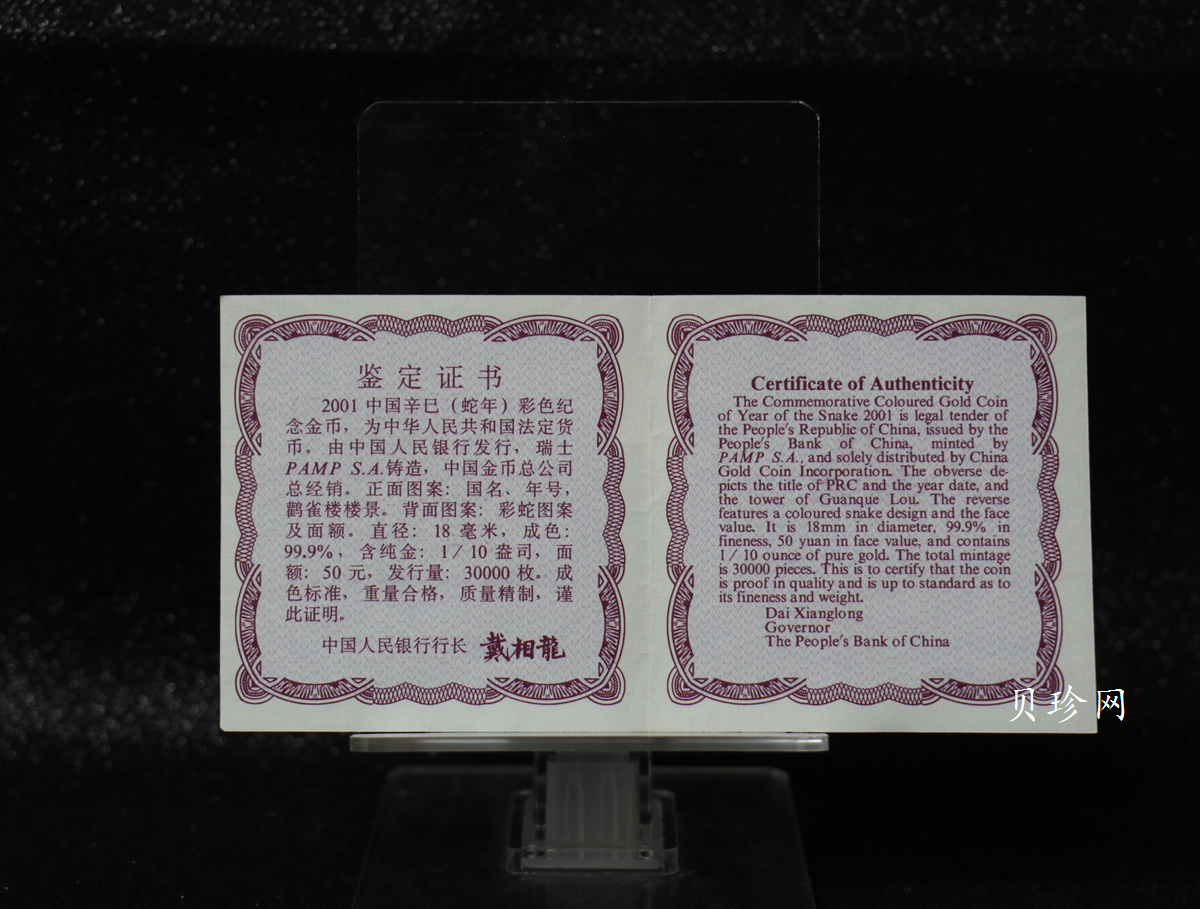 鉴定证书
2001 中国辛巳（蛇年）彩色纪
念金币，为中华人民共和国法定货
币。由中国人民银行发行，瑞士
PAMP S.A.铸造，中国金币总公司
总经销。正面图案：国名、年号，
鹳雀楼楼景。背面图案：彩蛇图案
及面额。直径：18 毫米，成色：
99.9%，含纯金：1/10 盎司，面
额：50 元，发行量：30000 枚。成
色标准，重量合格，质量精制，谨
此证明。
中国人民银行行长 戴相龍
Certificate of Authenticity
The Commemorative Coloured Gold Coin
of Year of the Snake 2001 is legal tender of
the People's Republic of China, issued by the
People's Bank of China, minted by
PAMP S.A., and solely distributed by China
Gold Coin Incorporation. The obverse de-
picts the title of PRC and the year date, and
the tower of Guanque Lou. The reverse
features a coloured snake design and the face
value. It is 18mm in diameter, 99.9% in
fineness, 50 yuan in face value, and contains
1/10 ounce of pure gold. The total mintage
is 30000 pieces. This is to certify that the coin
is proof in quality and is up to standard as to
its fineness and weight.
Dai Xianglong
Governor
The People's Bank of China
贝珍网